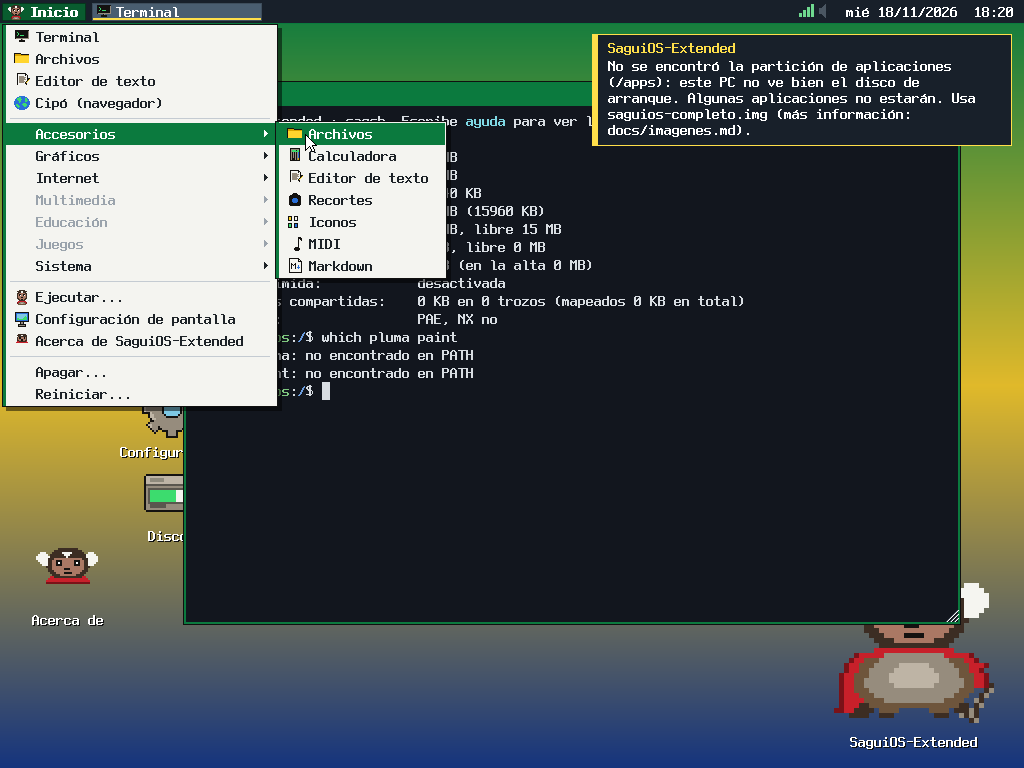 Inicio
Terminal
mié 18/11/2026 18:20
Terminal
Archivos
Editor de texto
Cipó (navegador)
Accesorios
Gráficos
Internet
Multimedia
Educación
Juegos
Sistema
Ejecutar...
Configuración de pantalla
Acerca de SaguiOS-Extended
Apagar...
Reiniciar...
Archivos
Calculadora
Editor de texto
Recortes
Iconos
MIDI
Markdown
SaguiOS-Extended
No se encontró la partición de aplicaciones
(/apps): este PC no ve bien el disco de
arranque. Algunas aplicaciones no estarán. Usa
saguios-completo.img (más información:
docs/imagenes.md).
ayuda para ver
KB
MB (15960 KB)
libre 15 MB
libre 0 MB
(en la alta 0 MB)
desactivada
compartidas: 0 KB en 0 trozos (mapeados 0 KB en total)
PAE, NX no
:/$ which pluma paint
no encontrado en PATH
no encontrado en PATH
:/$
Acerca de
SaguiOS-Extended